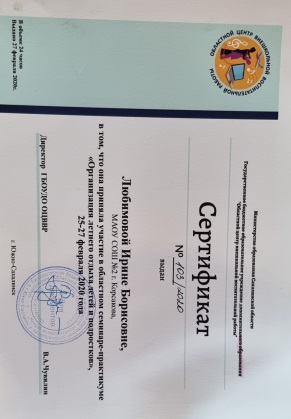 ОБЛАСТНОЙ ЦЕНТР ВНЕШКОЛЬНОЙ ВОСПИТАТЕЛЬНОЙ РАБОТЫ
Министерство образования Сахалинской области
Государственное бюджетное образовательное учреждение дополнительного образования
"Областной центр внешкольной воспитательной работы"
Сертификат
№ 103/2020
выдан
Любимовой Ирине Борисовне,
МАОУ СОШ №2 г. Корсакова,
в том, что она приняла участие в областном семинаре-практикуме
«Организация летнего отдыха детей и подростков»,
25-27 февраля 2020 года
Директор ГБОУДО ОЦВВР
В.А.Чувилин
г. Южно-Сахалинск
В объеме 24 часов
Выдано 27 февраля 2020г.